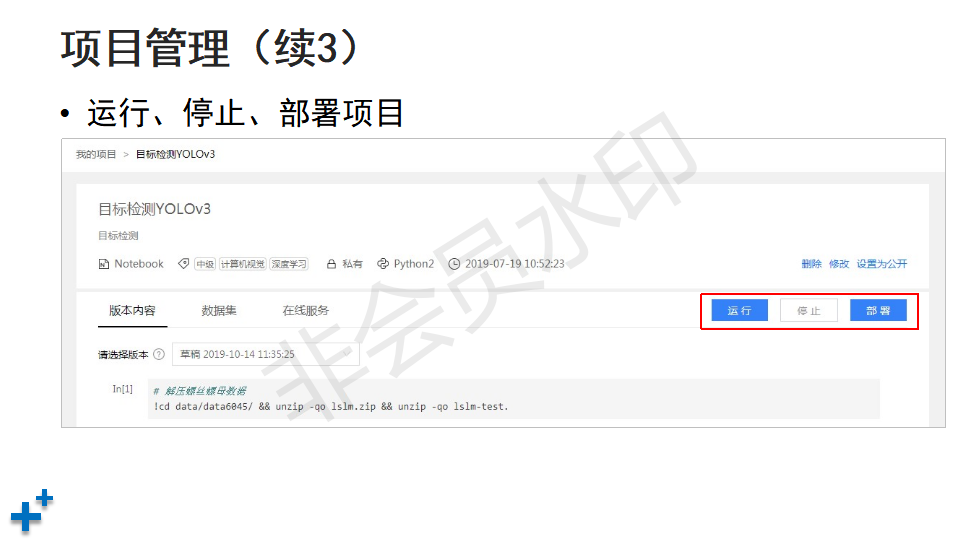 项目管理（续3）
• 运行、停止、部署项目
我的项目 > 目标检测YOLOv3
目标检测YOLOv3
目标检测
Notebook 中级 计算机视觉 深度学习 私有 Python2 2019-07-19 10:52:23 删除 修改 设置为公开
版本内容 数据集 在线服务 运行 停止 部署
请选择版本 ? 草稿 2019-10-14 11:35:25
In[1] # 解压螺丝螺母数据
!cd data/data6045/ && unzip -qo lslm.zip && unzip -qo lslm-test.
非会员水印